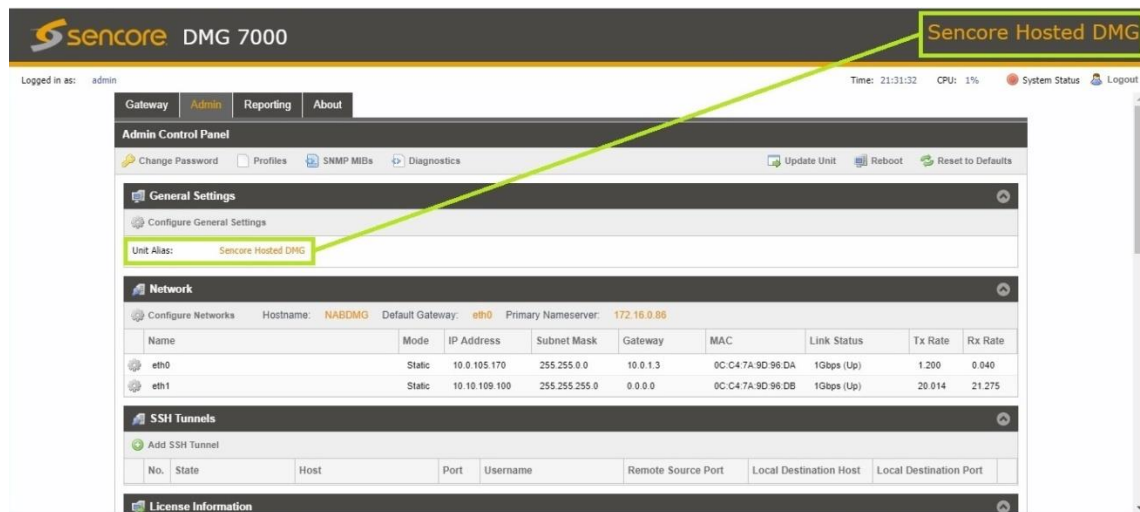 sencore DMG 7000
Sencore Hosted DMG
Logged in as: admin
Time: 21:31:32 CPU: 1% System Status Logout
Gateway Admin Reporting About
Admin Control Panel
Change Password Profiles SNMP MIBs Diagnostics Update Unit Reboot Reset to Defaults
General Settings
Configure General Settings
Unit Alias: Sencore Hosted DMG
Network
Configure Networks Hostname: NABDMG Default Gateway: eth0 Primary Nameserver: 172.16.0.86
Name Mode IP Address Subnet Mask Gateway MAC Link Status Tx Rate Rx Rate
eth0 Static 10.0.105.170 255.255.0.0 10.0.1.3 0C:C4:7A:9D:96:DA 1Gbps (Up) 1.200 0.040
eth1 Static 10.10.109.100 255.255.255.0 0.0.0.0 0C:C4:7A:9D:96:DB 1Gbps (Up) 20.014 21.275
SSH Tunnels
Add SSH Tunnel
No. State Host Port Username Remote Source Port Local Destination Host Local Destination Port
License Information